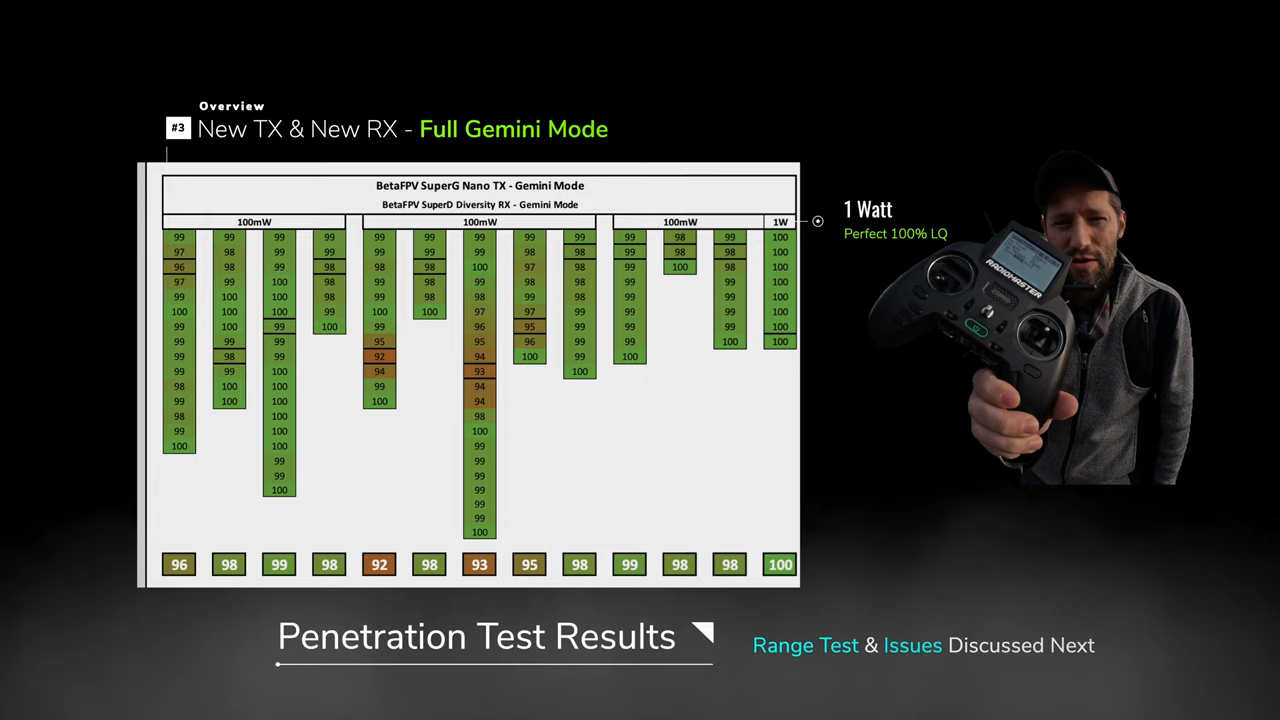 Overview
#3 New TX & New RX - Full Gemini Mode
BetaFPV SuperG Nano TX - Gemini Mode
BetaFPV SuperD Diversity RX - Gemini Mode
100mW 100mW 100mW 1W
99 99 99 99 99 99 99 99 99 99 98 99 100
97 98 99 99 99 99 98 98 98 99 98 98 100
96 98 99 98 98 98 100 97 98 99 100 98 100
97 99 100 98 99 98 99 98 98 99 99 100
99 100 100 98 99 98 98 98 98 99 99 100
100 100 100 99 100 100 97 97 99 99 99 100
99 99 99 100 99 96 95 99 99 99 100
99 99 99 95 95 96 99 99 100 100
99 98 99 92 94 100 99 100
99 99 100 94 93 100
98 100 100 99 94
99 100 100 100 94
98 100 98
99 100 100
100 100 99
99 99
99 99
100 99
99
99
100
96 98 99 98 92 98 93 95 98 99 98 98 100
1 Watt
Perfect 100% LQ
RADIOMASTER
Penetration Test Results
Range Test & Issues Discussed Next